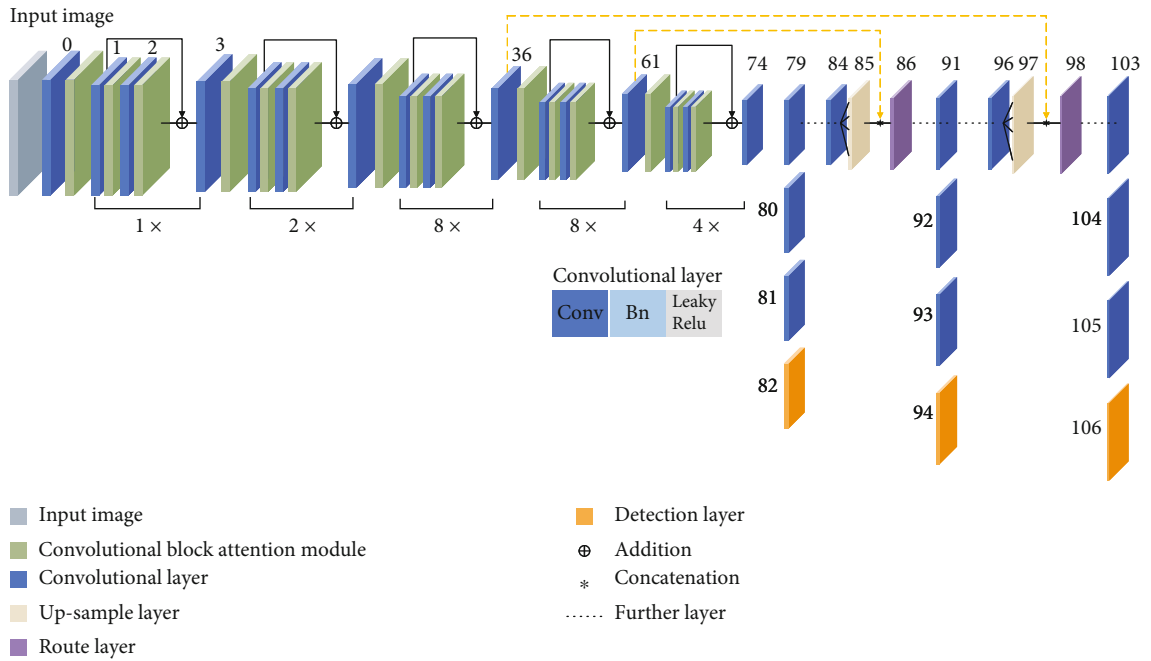 Input image
0 1 2 3 36 61 74 79 84 85 86 91 96 97 98 103
1 × 2 × 8 × 8 × 4 ×
80 92 104
Convolutional layer
Conv Bn Leaky Relu
81 93 105
82 94 106
Input image
Convolutional block attention module
Convolutional layer
Up-sample layer
Route layer
Detection layer
⊕ Addition
* Concatenation
Further layer